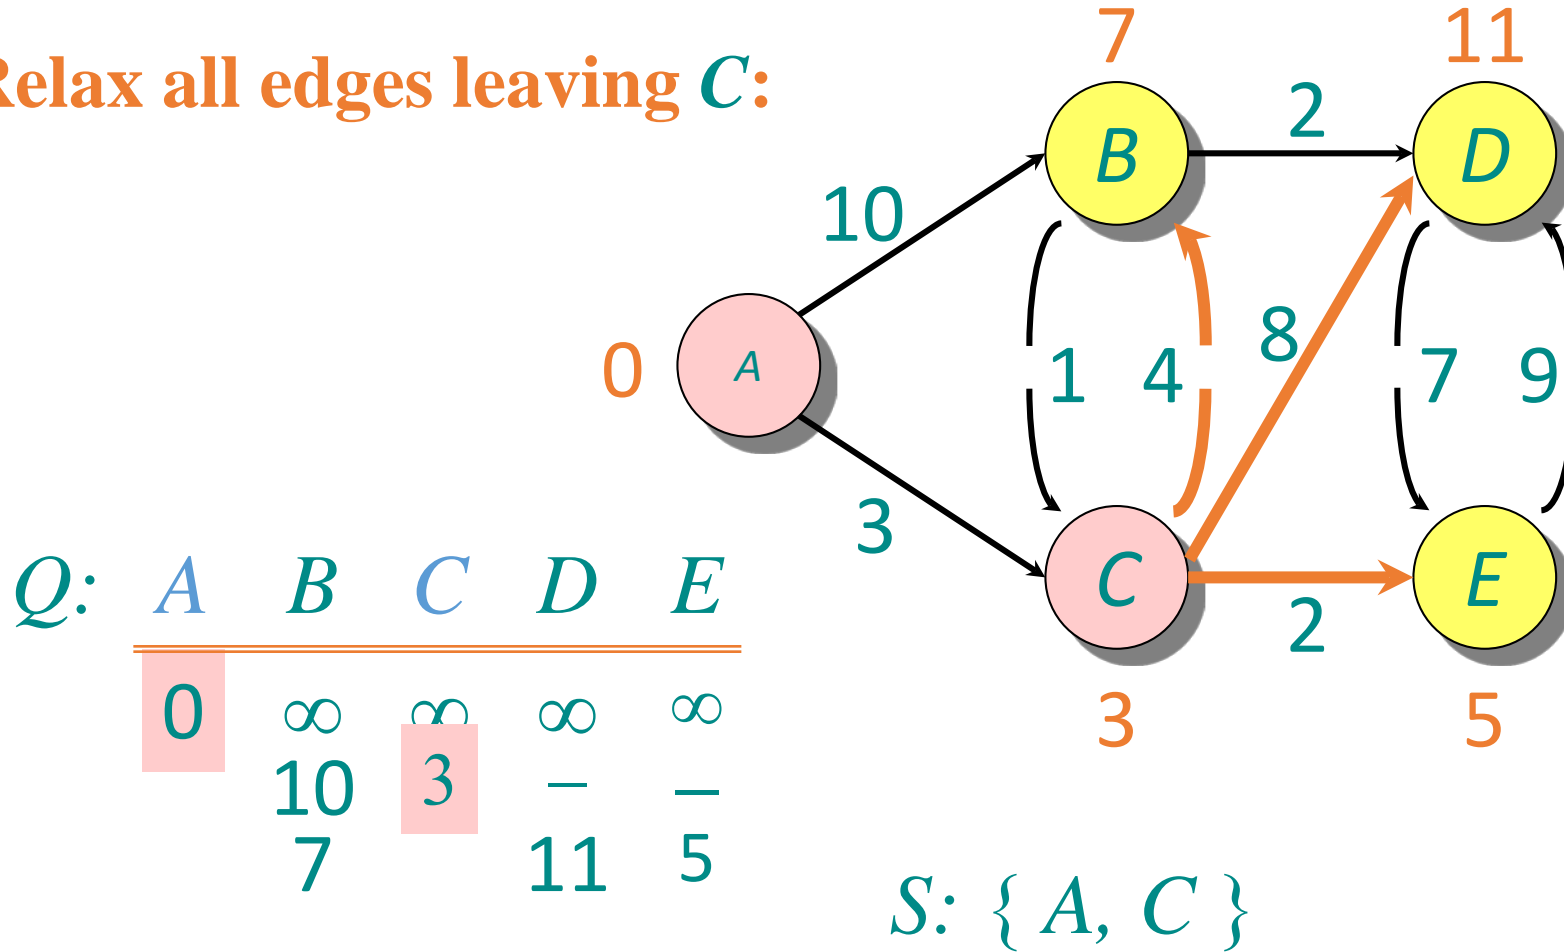 Relax all edges leaving C:
7 11
B 2 D
10
0 A
1 4 8 7 9
3
C 2 E
3 5
Q: A B C D E
0 ∞ ∞ ∞ ∞
10 3 – –
7 11 5
S: { A, C }